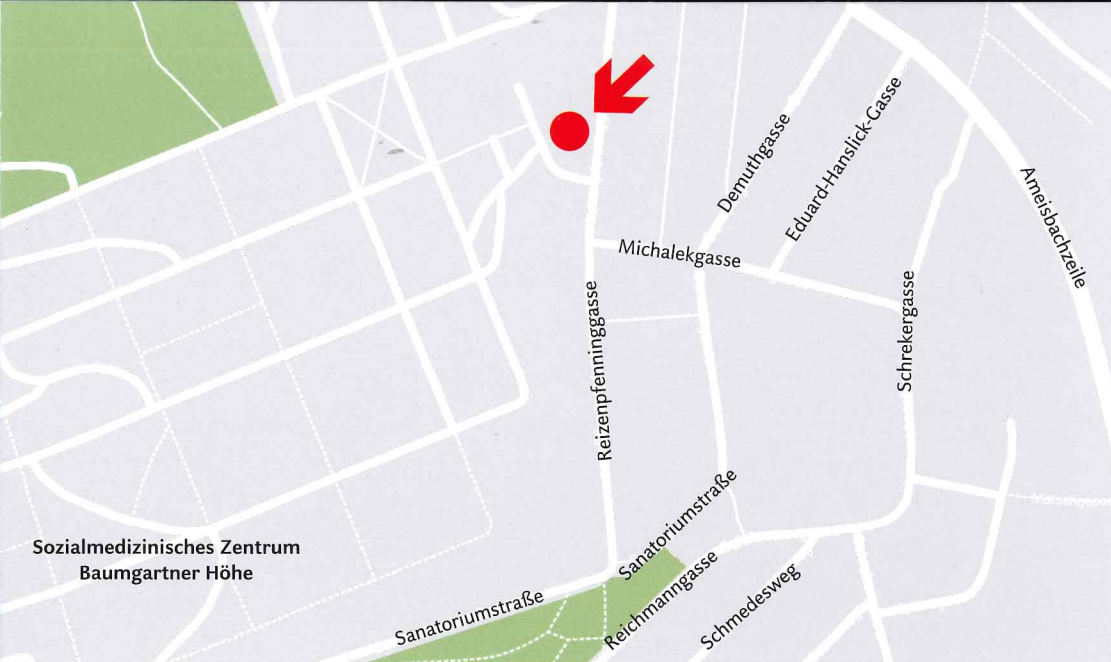 Demuthgasse
Eduard-Hanslick-Gasse
Ameisbachzeile
Michalekgasse
Reizenpfenninggasse
Schrekergasse
Sanatoriumstraße
Sozialmedizinisches Zentrum
Baumgartner Höhe
Reichmanngasse
Schmedesweg
Sanatoriumstraße